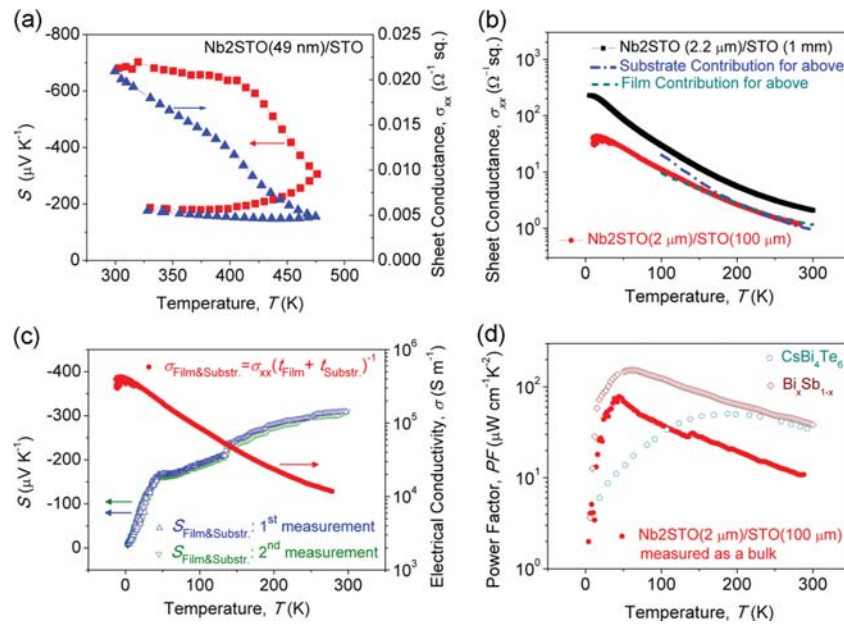 (a)
Nb2STO(49 nm)/STO
-800
-600
-400
-200
0
S (μV K⁻¹)
300 350 400 450 500
Temperature, T (K)
0.025
0.020
0.015
0.010
0.005
0.000
Sheet Conductance, σxx (Ω⁻¹ sq.)
(b)
Nb2STO (2.2 μm)/STO (1 mm)
Substrate Contribution for above
Film Contribution for above
Nb2STO(2 μm)/STO(100 μm)
10³
10²
10¹
10⁰
Sheet Conductance, σxx (Ω⁻¹ sq.)
0 100 200 300
Temperature, T (K)
(c)
σFilm&Substr.=σxx(tFilm+ tSubstr.)⁻¹
-400
-300
-200
-100
0
S (μV K⁻¹)
SFilm&Substr.: 1st measurement
SFilm&Substr.: 2nd measurement
0 50 100 150 200 250 300
Temperature, T (K)
10⁶
10⁵
10⁴
10³
Electrical Conductivity, σ (S m⁻¹)
(d)
CsBi₄Te₆
BixSb1-x
Nb2STO(2 μm)/STO(100 μm)
measured as a bulk
10³
10²
10¹
10⁰
Power Factor, PF (μW cm⁻¹K⁻²)
0 100 200 300
Temperature, T (K)